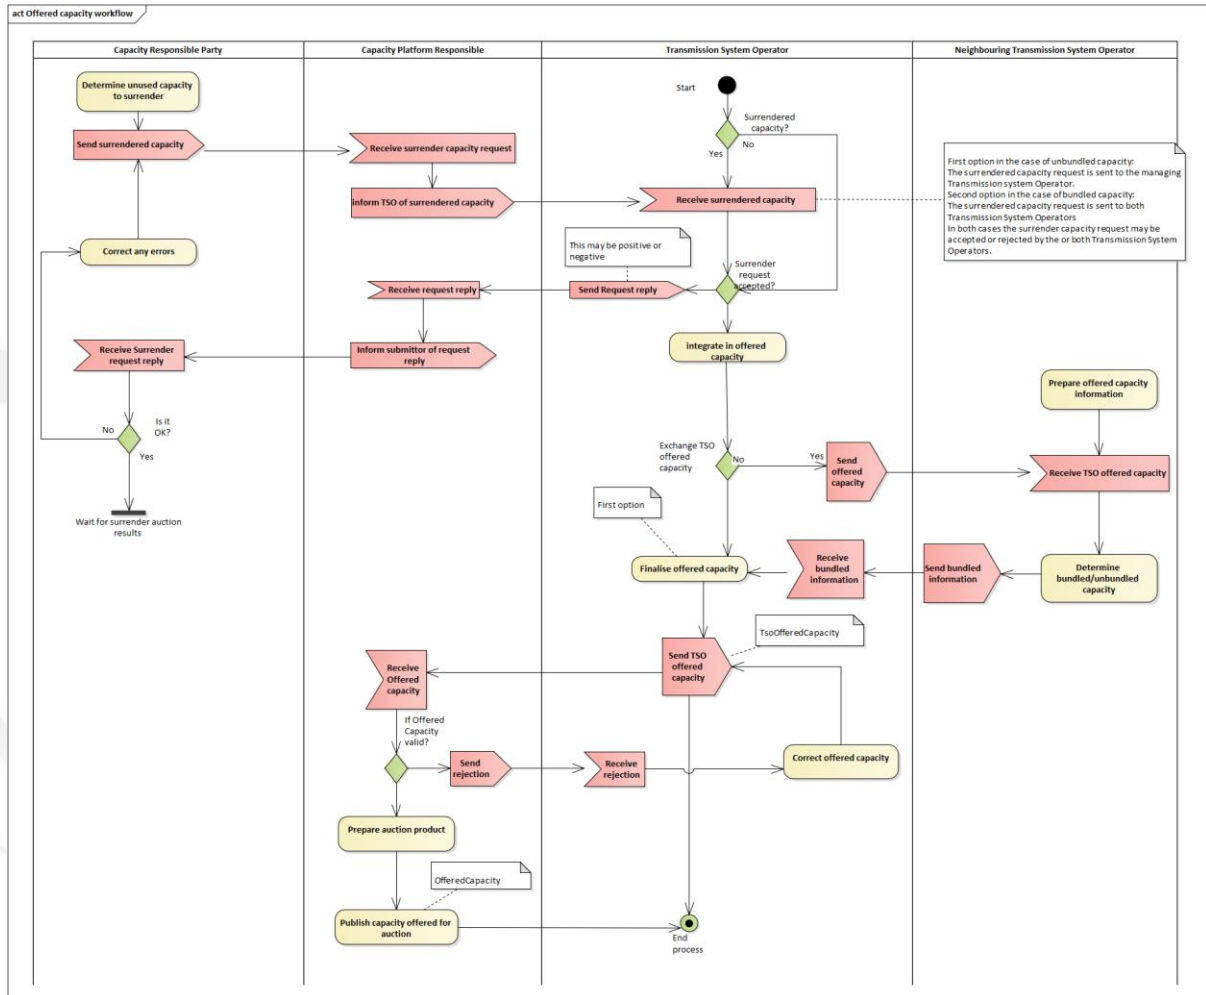 act Offered capacity workflow
Capacity Responsible Party
Capacity Platform Responsible
Transmission System Operator
Neighbouring Transmission System Operator
Determine unused capacity
to surrender
Send surrendered capacity
Correct any errors
Receive Surrender
request reply
Is it
OK?
No
Yes
Wait for surrender auction
results
Receive surrender capacity request
inform TSO of surrendered capacity
Receive request reply
Inform submittor of request
reply
Receive
Offered
capacity
If Offered
Capacity
valid?
Send
rejection
Prepare auction product
OfferedCapacity
Publish capacity offered for
auction
Start
Surrendered
capacity?
Yes
No
Receive surrendered capacity
This may be positive or
negative
Surrender
request
accepted?
Send Request reply
integrate in offered
capacity
Exchange TSO
offered
capacity
No
Yes
Send
offered
capacity
First option
Finalise offered capacity
Receive
bundled
information
TsoOfferedCapacity
Send TSO
offered
capacity
Receive
rejection
Correct offered capacity
End
process
First option in the case of unbundled capacity:
The surrendered capacity request is sent to the managing
Transmission system Operator.
Second option in the case of bundled capacity:
The surrendered capacity request is sent to both
Transmission System Operators
In both cases the surrender capacity request may be
accepted or rejected by the or both Transmission System
Operators.
Prepare offered capacity
information
Receive TSO offered capacity
Send bundled
information
Determine
bundled/unbundled
capacity